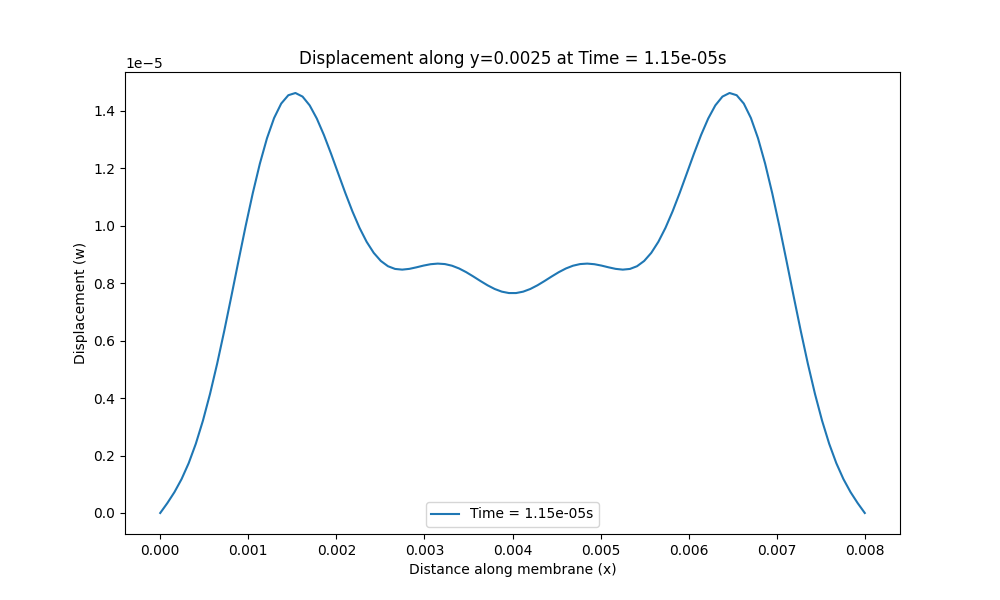 Displacement along y=0.0025 at Time = 1.15e-05s
1e−5
1.4
1.2
1.0
0.8
0.6
0.4
0.2
0.0
Displacement (w)
Time = 1.15e-05s
0.000 0.001 0.002 0.003 0.004 0.005 0.006 0.007 0.008
Distance along membrane (x)